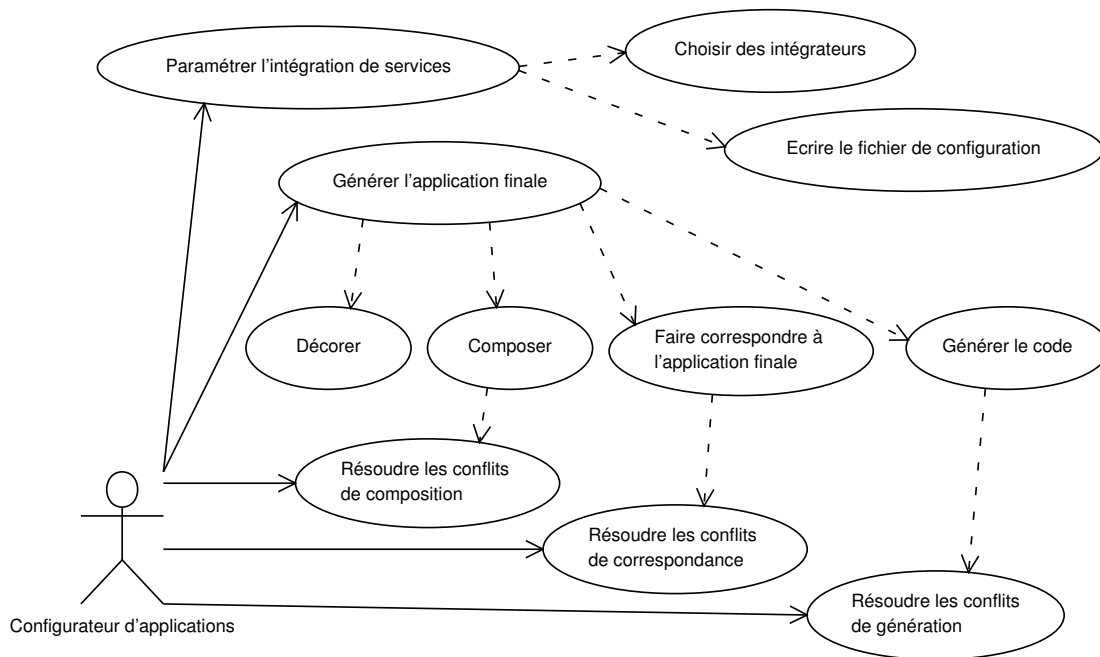 Choisir des intégrateurs
Paramétrer l'intégration de services
Ecrire le fichier de configuration
Générer l'application finale
Décorer
Composer
Faire correspondre à
l'application finale
Générer le code
Résoudre les conflits
de composition
Résoudre les conflits
de correspondance
Résoudre les conflits
de génération
Configurateur d'applications